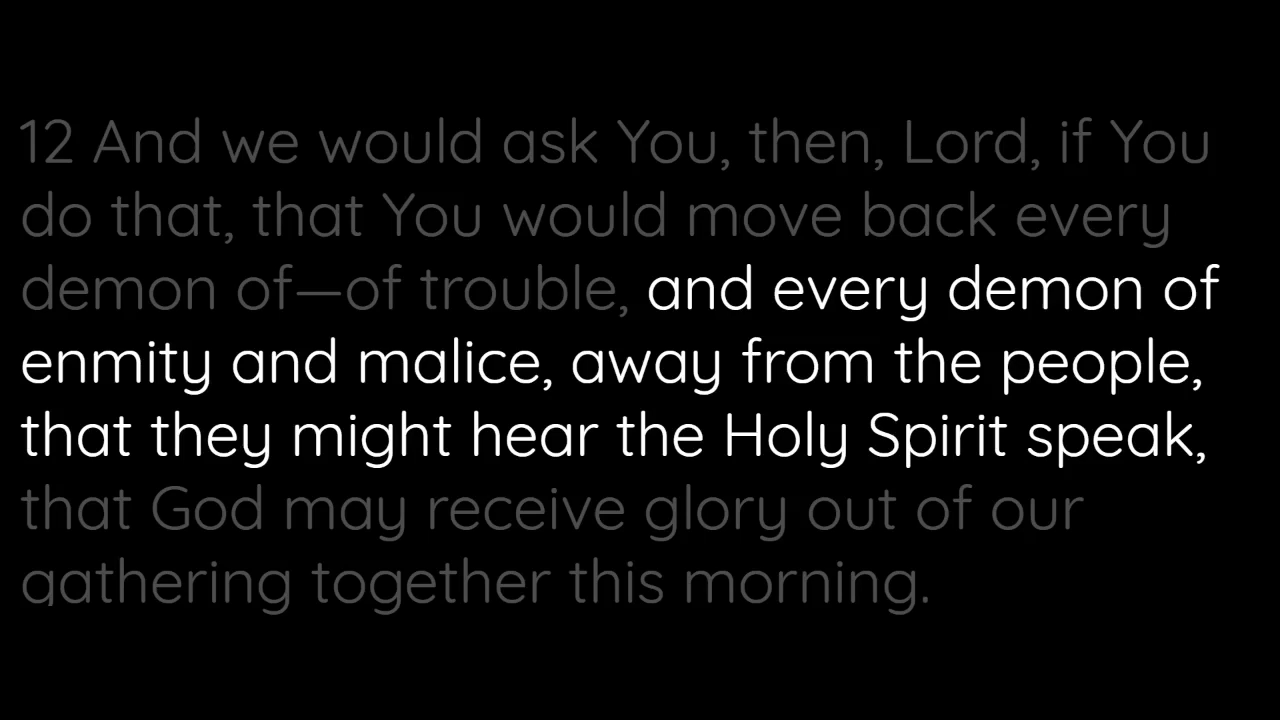 12 And we would ask You, then, Lord, if You
do that, that You would move back every
demon of—of trouble, and every demon of
enmity and malice, away from the people,
that they might hear the Holy Spirit speak,
that God may receive glory out of our
gathering together this morning.